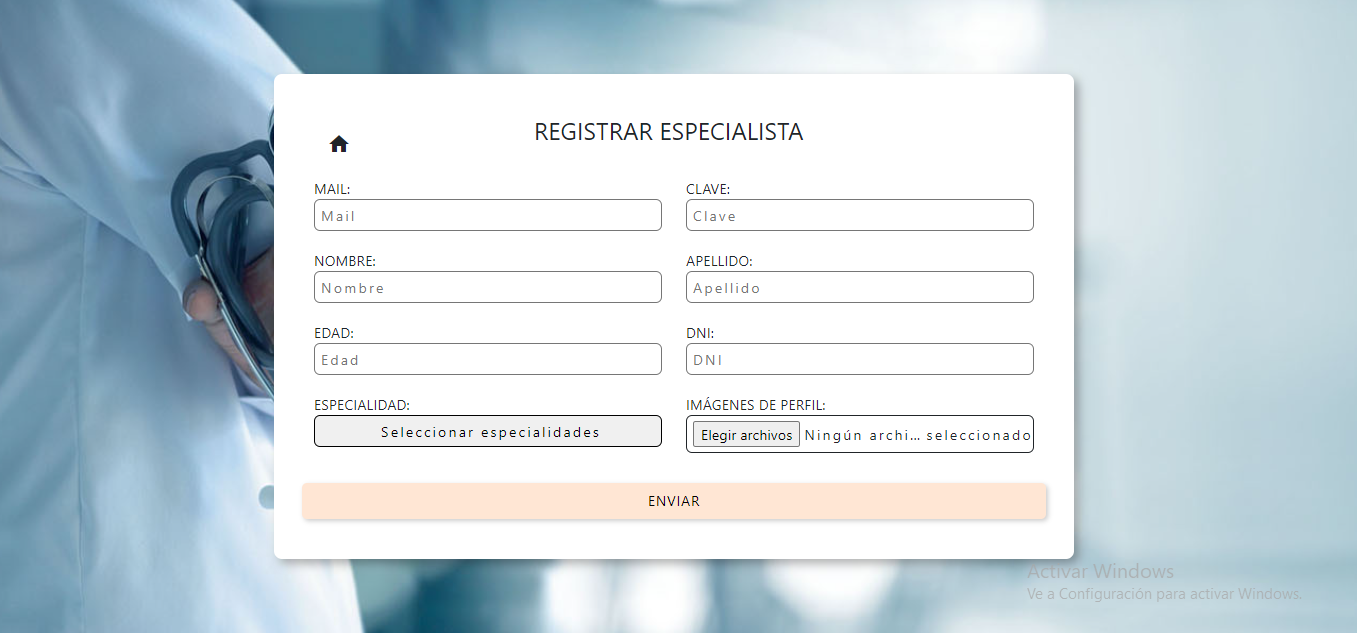 REGISTRAR ESPECIALISTA
MAIL:
Mail
CLAVE:
Clave
NOMBRE:
Nombre
APELLIDO:
Apellido
EDAD:
Edad
DNI:
DNI
ESPECIALIDAD:
Seleccionar especialidades
IMÁGENES DE PERFIL:
Elegir archivos Ningún archi... seleccionado
ENVIAR
Activar Windows
Ve a Configuración para activar Windows.